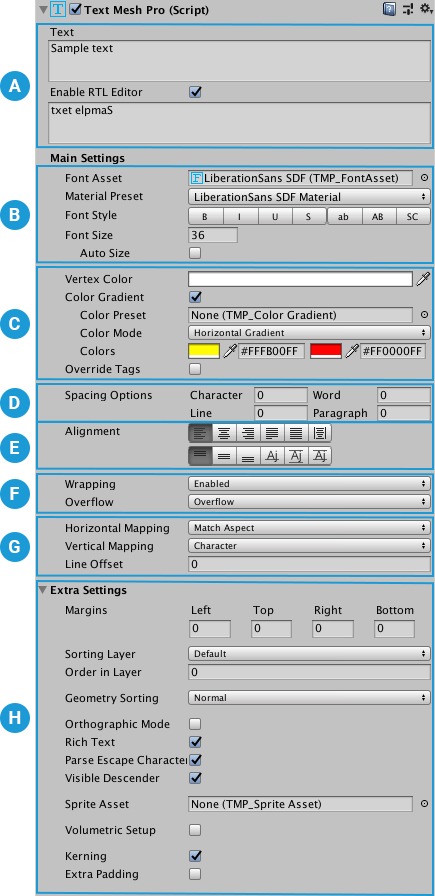 Text Mesh Pro (Script)
Text
Sample text
A
Enable RTL Editor
txet elpmaS
Main Settings
Font Asset LiberationSans SDF (TMP_FontAsset)
Material Preset LiberationSans SDF Material
B
Font Style B I U S ab AB SC
Font Size 36
Auto Size
Vertex Color
Color Gradient
C
Color Preset None (TMP_Color Gradient)
Color Mode Horizontal Gradient
Colors #FFFB00FF #FF0000FF
Override Tags
D
Spacing Options Character 0 Word 0
Line 0 Paragraph 0
E
Alignment
F
Wrapping Enabled
Overflow Overflow
G
Horizontal Mapping Match Aspect
Vertical Mapping Character
Line Offset 0
Extra Settings
Margins Left Top Right Bottom
0 0 0 0
Sorting Layer Default
Order in Layer 0
Geometry Sorting Normal
H
Orthographic Mode
Rich Text
Parse Escape Character
Visible Descender
Sprite Asset None (TMP_Sprite Asset)
Volumetric Setup
Kerning
Extra Padding